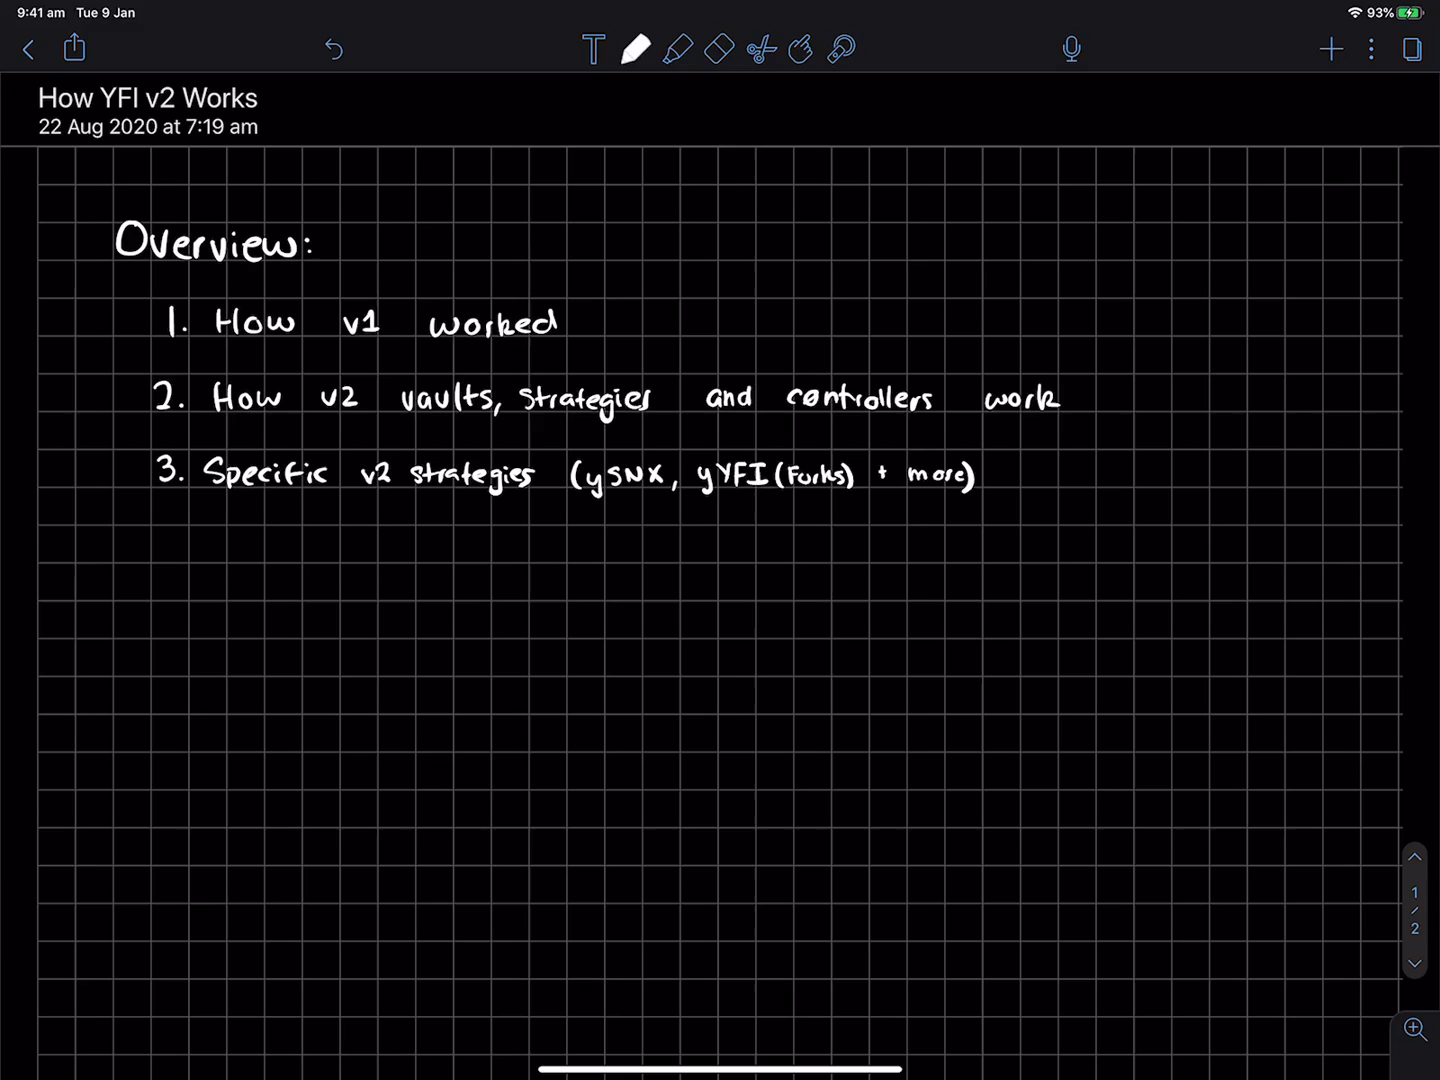 9:41 am Tue 9 Jan
93%
How YFI v2 Works
22 Aug 2020 at 7:19 am
Overview:
1. How v1 worked
2. How v2 vaults, strategies and controllers work
3. Specific v2 strategies (ySNX, yYFI(Forks) + more)
1
/
2